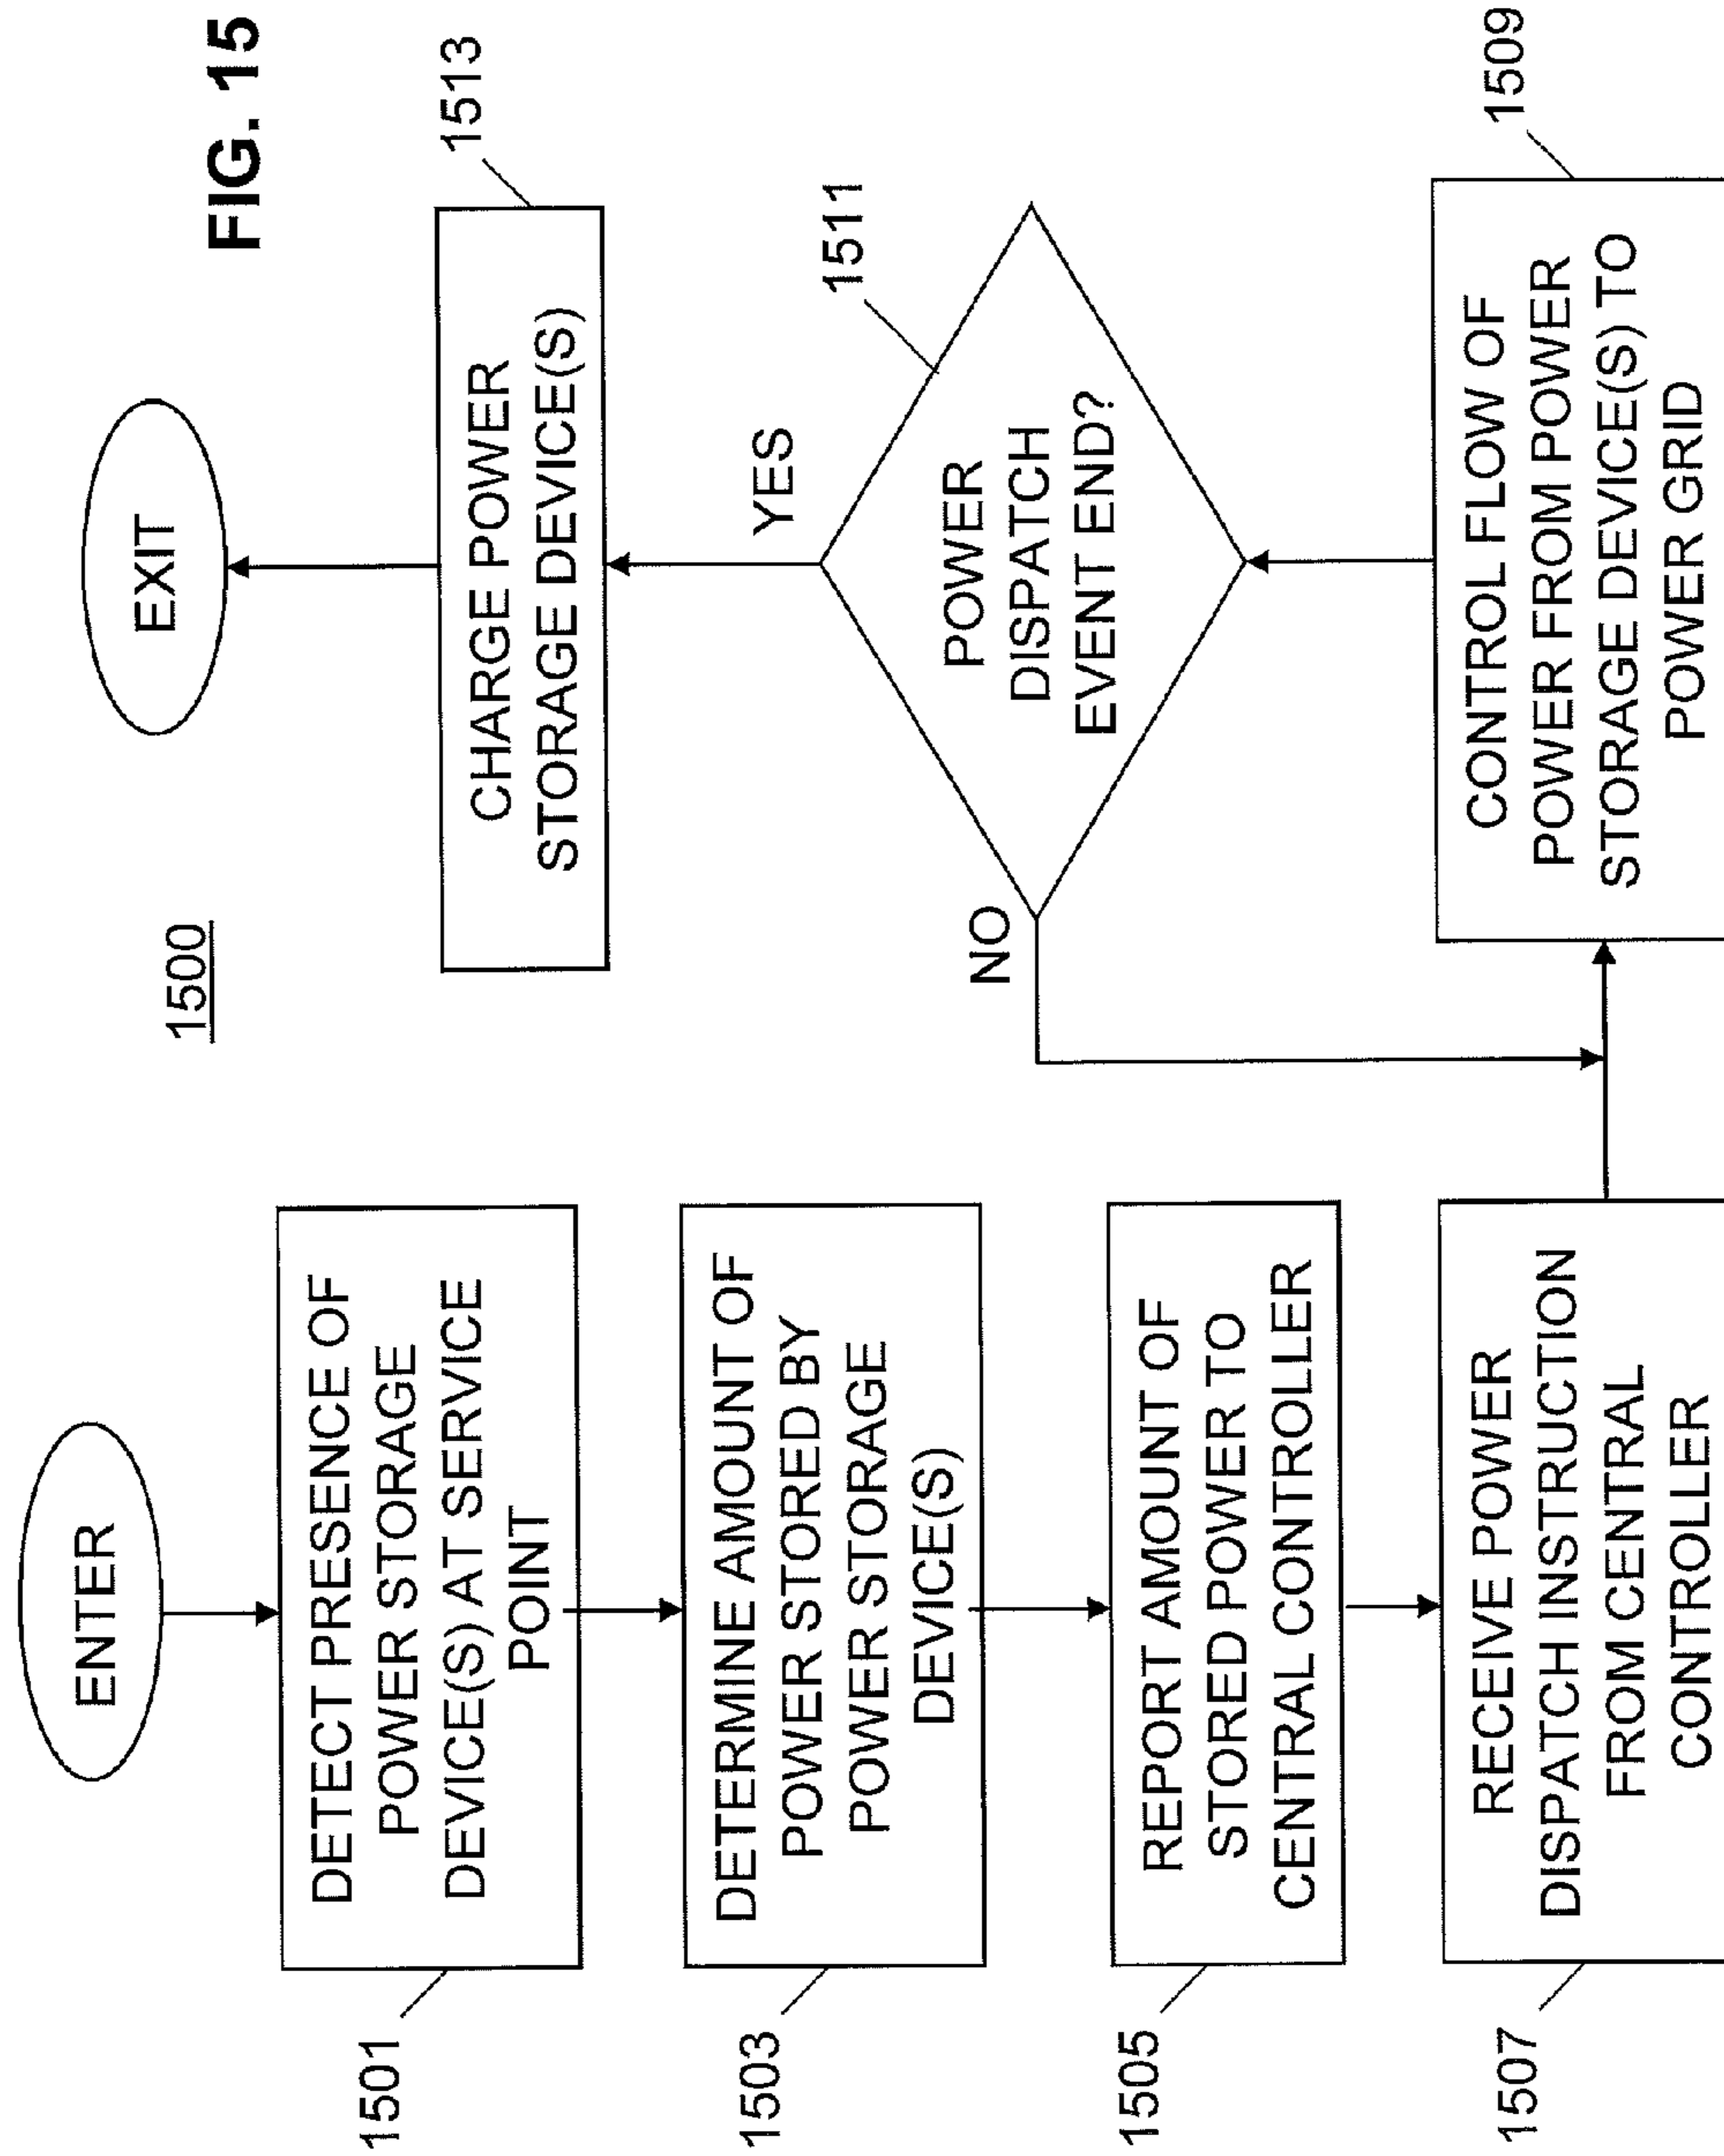 FIG. 15
1500
ENTER
1501
DETECT PRESENCE OF
POWER STORAGE
DEVICE(S) AT SERVICE
POINT
1503
DETERMINE AMOUNT OF
POWER STORED BY
POWER STORAGE
DEVICE(S)
1505
REPORT AMOUNT OF
STORED POWER TO
CENTRAL CONTROLLER
1507
RECEIVE POWER
DISPATCH INSTRUCTION
FROM CENTRAL
CONTROLLER
1509
CONTROL FLOW OF
POWER FROM POWER
STORAGE DEVICE(S) TO
POWER GRID
1511
POWER
DISPATCH
EVENT END?
NO
YES
1513
CHARGE POWER
STORAGE DEVICE(S)
EXIT